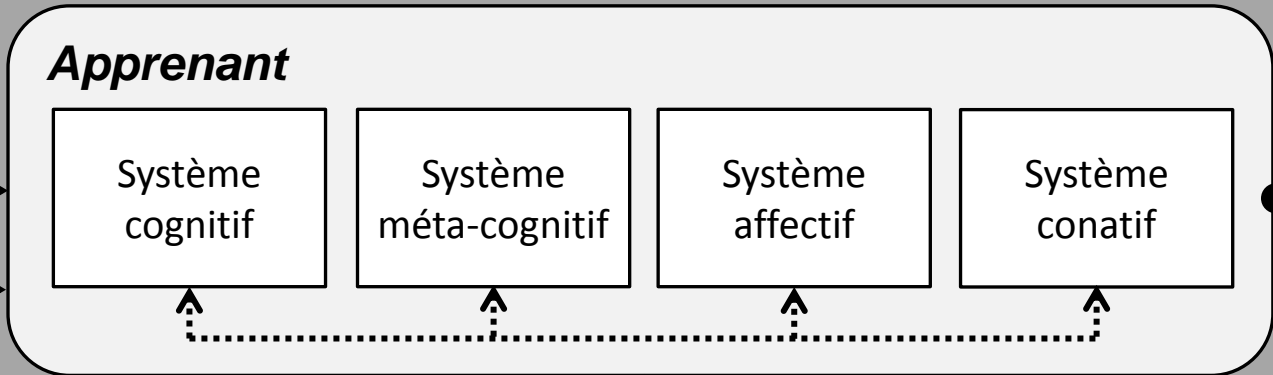 Apprenant
Système
cognitif
Système
méta-cognitif
Système
affectif
Système
conatif